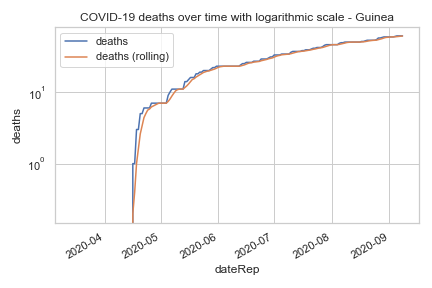 COVID-19 deaths over time with logarithmic scale - Guinea
deaths
deaths (rolling)
10¹
10⁰
deaths
2020-04
2020-05
2020-06
2020-07
2020-08
2020-09
dateRep